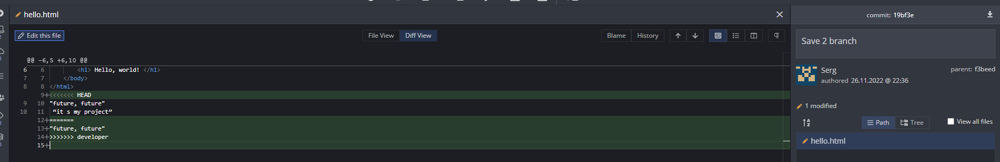 hello.html
commit: 19bf3e
Edit this file
File View Diff View
Blame History
Save 2 branch
@@ -6,5 +6,10 @@
6 6 <h1> Hello, world! </h1>
7 7 </body>
8 8 </html>
9+<<<<<<< HEAD
9 10 "future, future"
10 11 “it s my project”
12+=======
13+"future, future"
14+>>>>>>> developer
15+
Serg
parent: f3beed
authored 26.11.2022 @ 22:36
1 modified
Path Tree View all files
hello.html